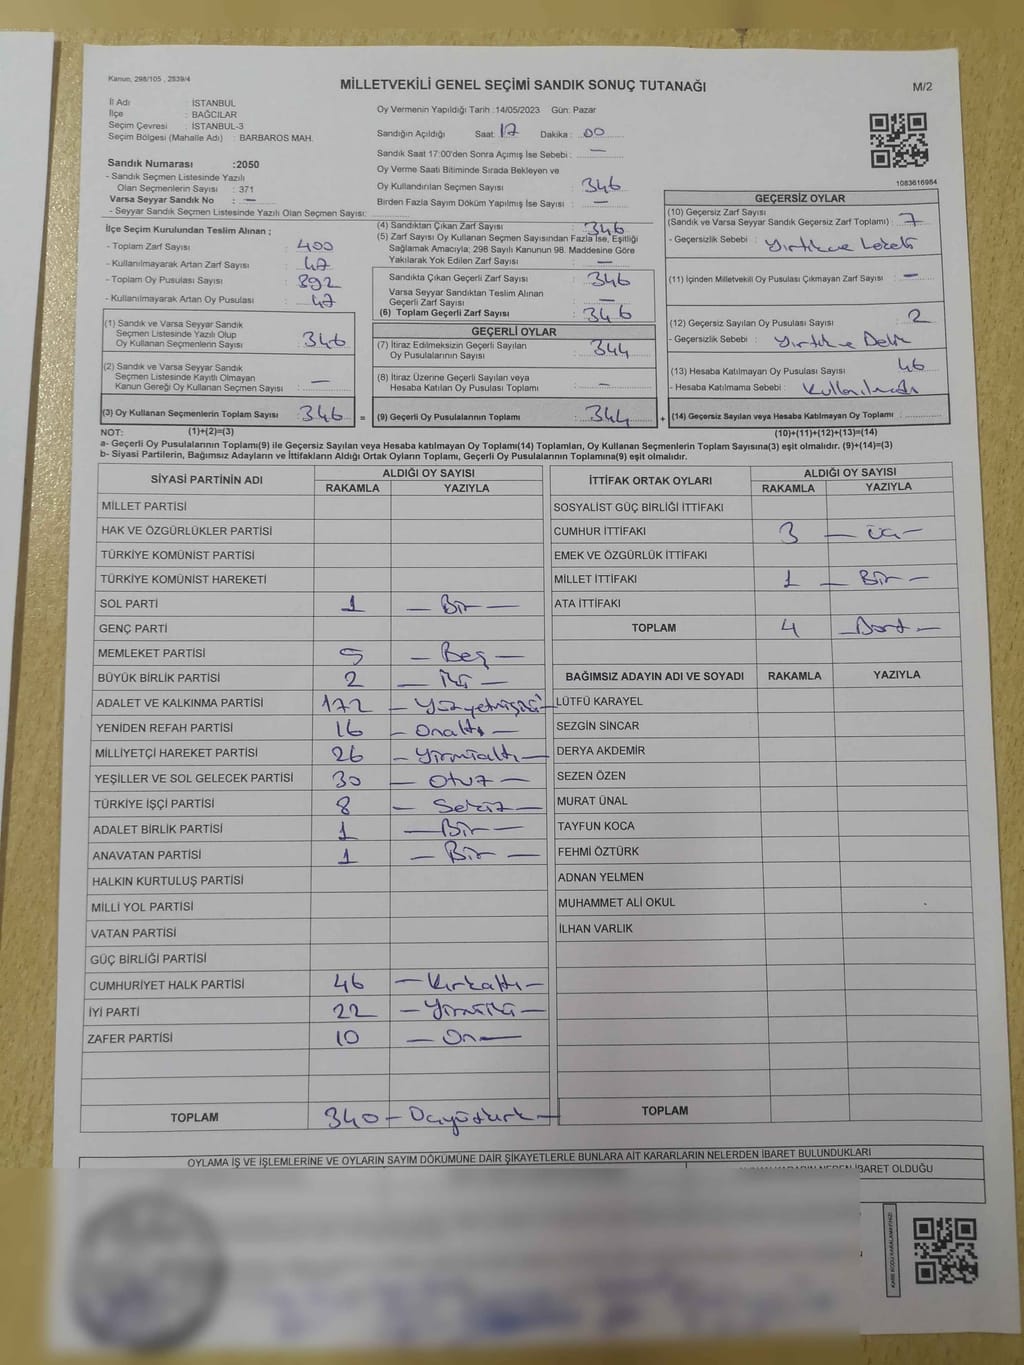 Kanun, 298/105 , 2839/4
MİLLETVEKİLİ GENEL SEÇİMİ SANDIK SONUÇ TUTANAĞI
M/2
İl Adı : İSTANBUL
İlçe : BAĞCILAR
Seçim Çevresi : İSTANBUL-3
Seçim Bölgesi (Mahalle Adı) : BARBAROS MAH.
Sandık Numarası :2050
- Sandık Seçmen Listesinde Yazılı
Olan Seçmenlerin Sayısı : 371
Varsa Seyyar Sandık No : —
- Seyyar Sandık Seçmen Listesinde Yazılı Olan Seçmen Sayısı:
Oy Vermenin Yapıldığı Tarih :14/05/2023 Gün: Pazar
Sandığın Açıldığı Saat: 17 Dakika : 00
Sandık Saat 17:00'den Sonra Açımış İse Sebebi : —
Oy Verme Saati Bitiminde Sırada Bekleyen ve
Oy Kullandırılan Seçmen Sayısı : 346
Birden Fazla Sayım Döküm Yapılmış İse Sayısı : —
1083616984
İlçe Seçim Kurulundan Teslim Alınan ;
- Toplam Zarf Sayısı : 400
- Kullanılmayarak Artan Zarf Sayısı : 47
- Toplam Oy Pusulası Sayısı : 892
- Kullanılmayarak Artan Oy Pusulası : 47
(1) Sandık ve Varsa Seyyar Sandık
Seçmen Listesinde Yazılı Olup
Oy Kullanan Seçmenlerin Sayısı : 346
(2) Sandık ve Varsa Seyyar Sandık
Seçmen Listesinde Kayıtlı Olmayan
Kanun Gereği Oy Kullanan Seçmen Sayısı : —
(3) Oy Kullanan Seçmenlerin Toplam Sayısı : 346 =
(4) Sandıktan Çıkan Zarf Sayısı : 346
(5) Zarf Sayısı Oy Kullanan Seçmen Sayısından Fazla İse, Eşitliği
Sağlamak Amacıyla; 298 Sayılı Kanunun 98. Maddesine Göre
Yakılarak Yok Edilen Zarf Sayısı : —
Sandıkta Çıkan Geçerli Zarf Sayısı : 346
Varsa Seyyar Sandıktan Teslim Alınan
Geçerli Zarf Sayısı : —
(6) Toplam Geçerli Zarf Sayısı : 346
GEÇERLİ OYLAR
(7) İtiraz Edilmeksizin Geçerli Sayılan
Oy Pusulalarının Sayısı : 344
(8) İtiraz Üzerine Geçerli Sayılan veya
Hesaba Katılan Oy Pusulası Toplamı : —
(9) Geçerli Oy Pusulalarının Toplamı : 344 +
GEÇERSİZ OYLAR
(10) Geçersiz Zarf Sayısı
(Sandık ve Varsa Seyyar Sandık Geçersiz Zarf Toplamı) : 7
- Geçersizlik Sebebi : Yırtık ve Lekeli
(11) İçinden Milletvekili Oy Pusulası Çıkmayan Zarf Sayısı : —
(12) Geçersiz Sayılan Oy Pusulası Sayısı : 2
- Geçersizlik Sebebi : Yırtık ve Delik
(13) Hesaba Katılmayan Oy Pusulası Sayısı : 46
- Hesaba Katılmama Sebebi : Kullanılmadı
(14) Geçersiz Sayılan veya Hesaba Katılmayan Oy Toplamı :
NOT: (1)+(2)=(3) (10)+(11)+(12)+(13)=(14)
a- Geçerli Oy Pusulalarının Toplamı(9) ile Geçersiz Sayılan veya Hesaba katılmayan Oy Toplamı(14) Toplamları, Oy Kullanan Seçmenlerin Toplam Sayısına(3) eşit olmalıdır. (9)+(14)=(3)
b- Siyasi Partilerin, Bağımsız Adayların ve İttifakların Aldığı Ortak Oyların Toplamı, Geçerli Oy Pusulalarının Toplamına(9) eşit olmalıdır.
SİYASİ PARTİNİN ADI ALDIĞI OY SAYISI
RAKAMLA YAZIYLA
MİLLET PARTİSİ
HAK VE ÖZGÜRLÜKLER PARTİSİ
TÜRKİYE KOMÜNİST PARTİSİ
TÜRKİYE KOMÜNİST HAREKETİ
SOL PARTİ 1 — Bir —
GENÇ PARTİ
MEMLEKET PARTİSİ 5 — Beş —
BÜYÜK BİRLİK PARTİSİ 2 — İki —
ADALET VE KALKINMA PARTİSİ 172 — Yüzyetmişiki —
YENİDEN REFAH PARTİSİ 16 — Onaltı —
MİLLİYETÇİ HAREKET PARTİSİ 26 — Yirmialtı —
YEŞİLLER VE SOL GELECEK PARTİSİ 30 — Otuz —
TÜRKİYE İŞÇİ PARTİSİ 8 — Sekiz —
ADALET BİRLİK PARTİSİ 1 — Bir —
ANAVATAN PARTİSİ 1 — Bir —
HALKIN KURTULUŞ PARTİSİ
MİLLİ YOL PARTİSİ
VATAN PARTİSİ
GÜÇ BİRLİĞİ PARTİSİ
CUMHURİYET HALK PARTİSİ 46 — Kırkaltı —
İYİ PARTİ 22 — Yirmiiki —
ZAFER PARTİSİ 10 — On —
TOPLAM 340 —
İTTİFAK ORTAK OYLARI ALDIĞI OY SAYISI
RAKAMLA YAZIYLA
SOSYALİST GÜÇ BİRLİĞİ İTTİFAKI
CUMHUR İTTİFAKI 3 — Üç —
EMEK VE ÖZGÜRLÜK İTTİFAKI
MİLLET İTTİFAKI 1 — Bir —
ATA İTTİFAKI
TOPLAM 4 — Dört —
BAĞIMSIZ ADAYIN ADI VE SOYADI RAKAMLA YAZIYLA
LÜTFÜ KARAYEL
SEZGİN SİNCAR
DERYA AKDEMİR
SEZEN ÖZEN
MURAT ÜNAL
TAYFUN KOCA
FEHMİ ÖZTÜRK
ADNAN YELMEN
MUHAMMET ALİ OKUL
İLHAN VARLIK
TOPLAM
OYLAMA İŞ VE İŞLEMLERİNE VE OYLARIN SAYIM DÖKÜMÜNE DAİR ŞİKAYETLERLE BUNLARA AİT KARARLARIN NELERDEN İBARET BULUNDUKLARI
İBARET OLDUĞU